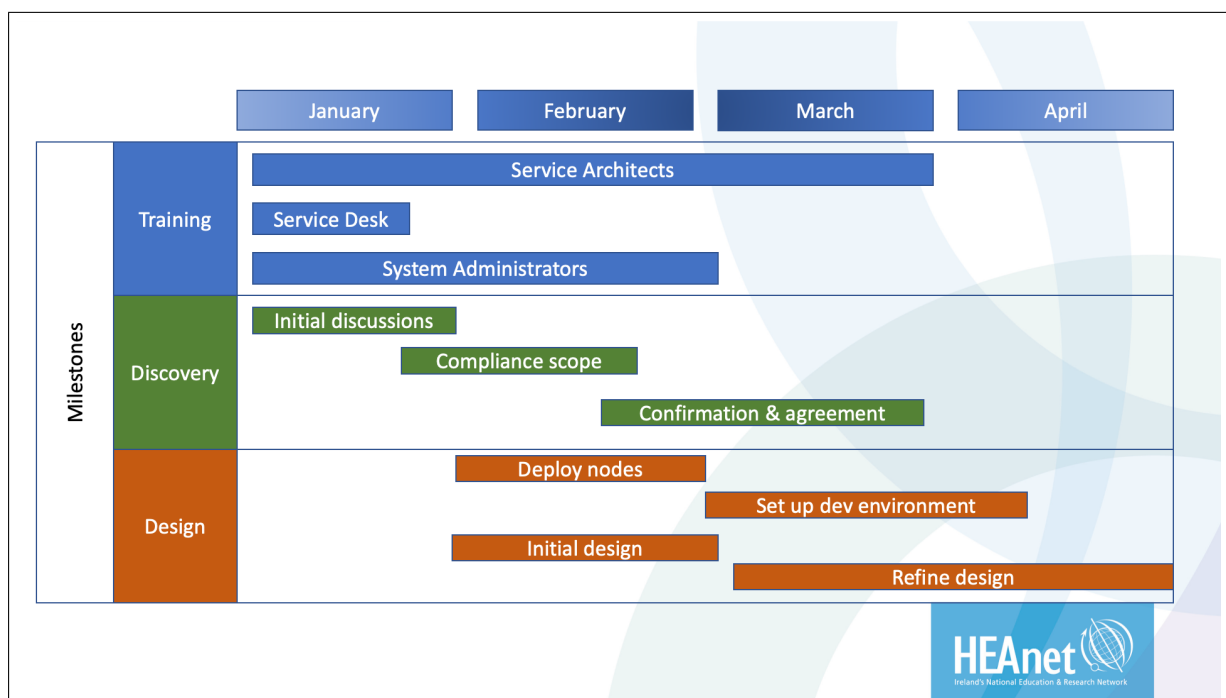 January
February
March
April
Milestones
Training
Service Architects
Service Desk
System Administrators
Discovery
Initial discussions
Compliance scope
Confirmation & agreement
Design
Deploy nodes
Set up dev environment
Initial design
Refine design
HEAnet
Ireland's National Education & Research Network